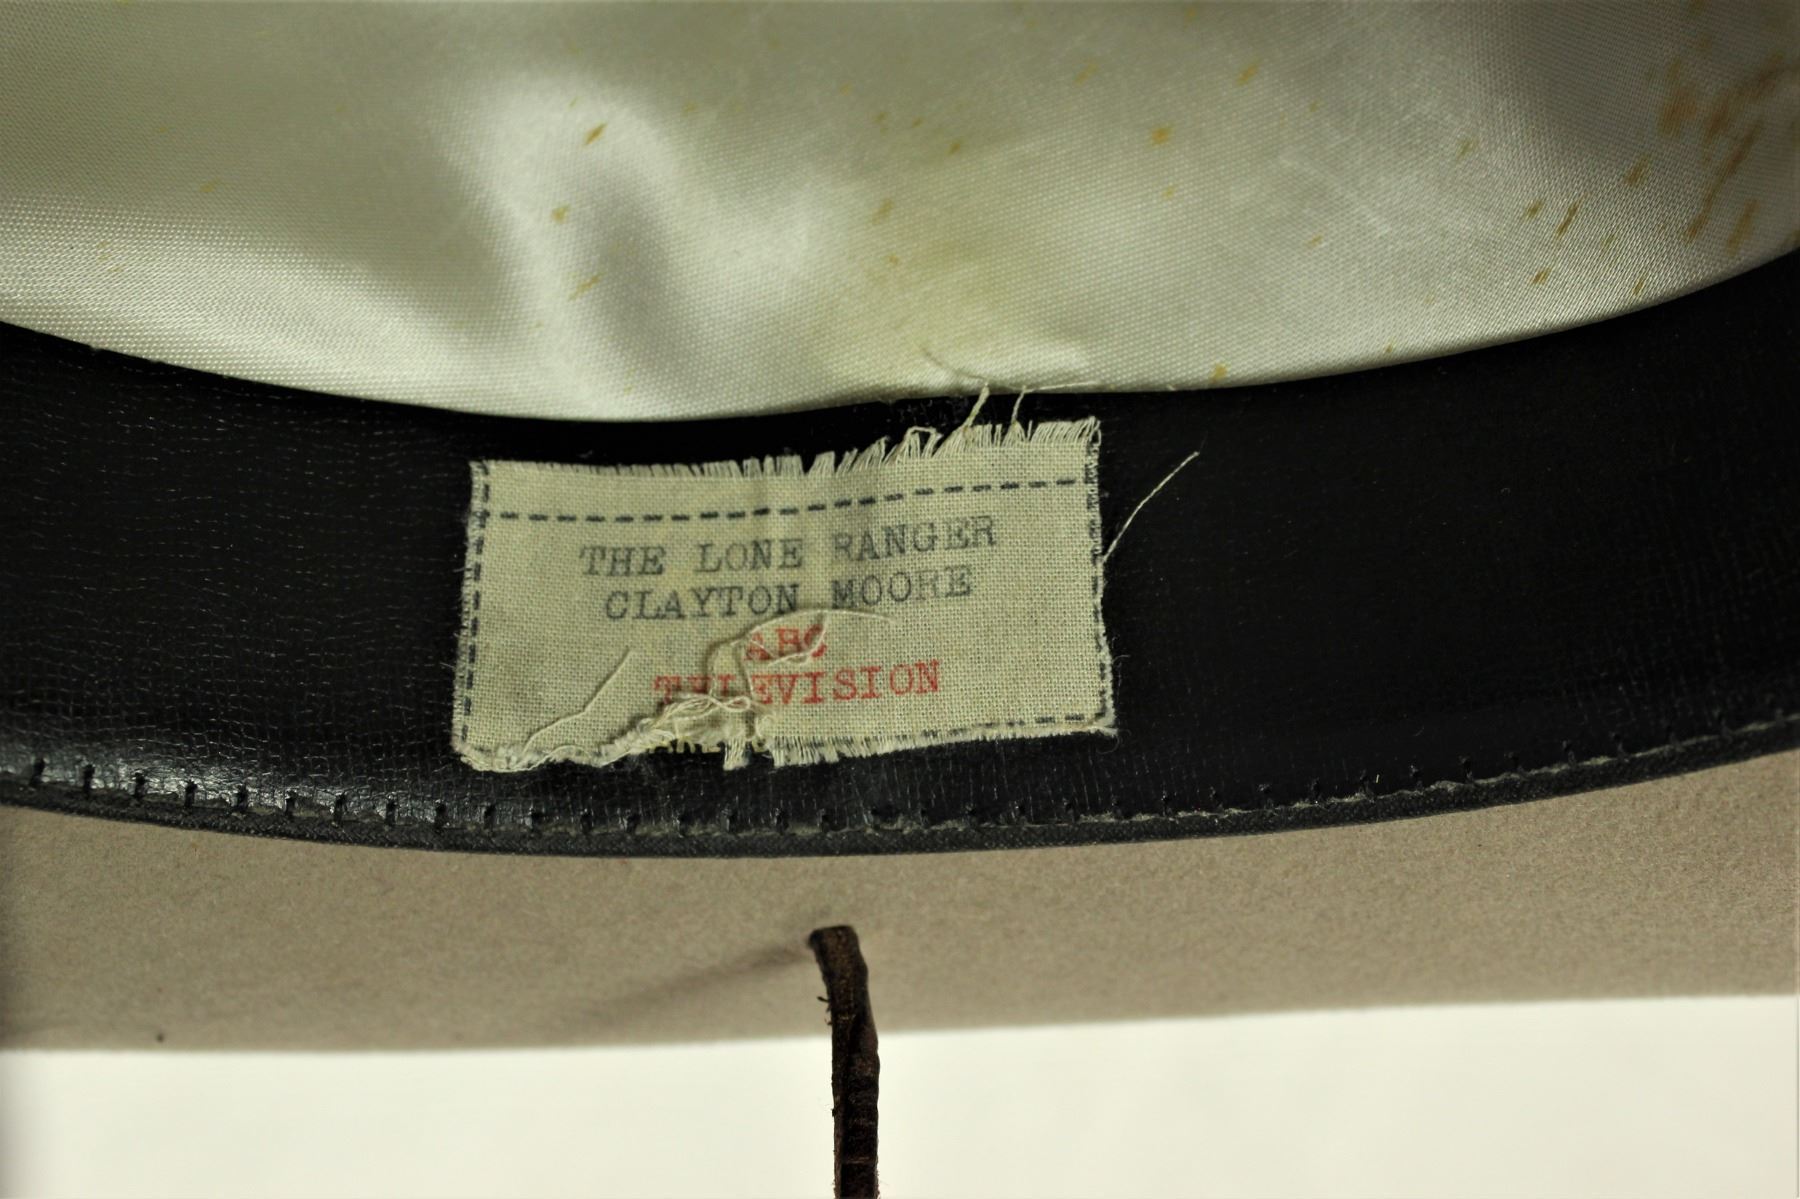 THE LONE RANGER
CLAYTON MOORE
ABC
TELEVISION